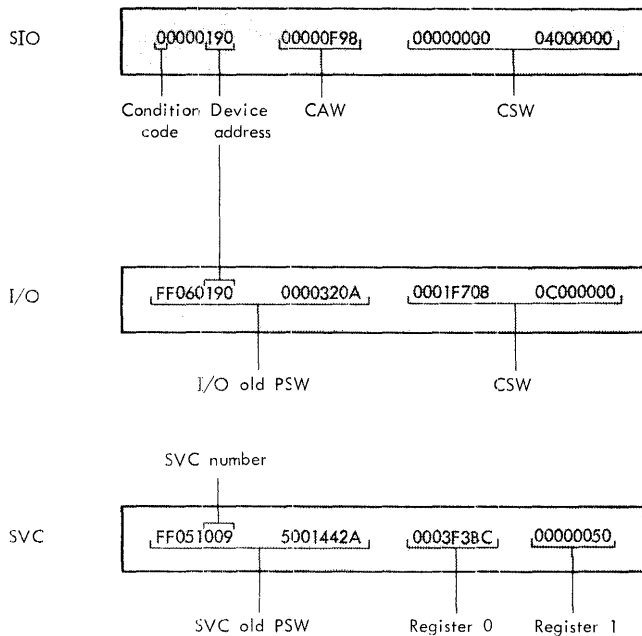 SIO
00000190 00000F98 00000000 04000000
Condition Device CAW CSW
code address
I/O
FF060190 0000320A 0001F708 0C000000
I/O old PSW CSW
SVC number
SVC
FF051009 5001442A 0003F3BC 00000050
SVC old PSW Register 0 Register 1